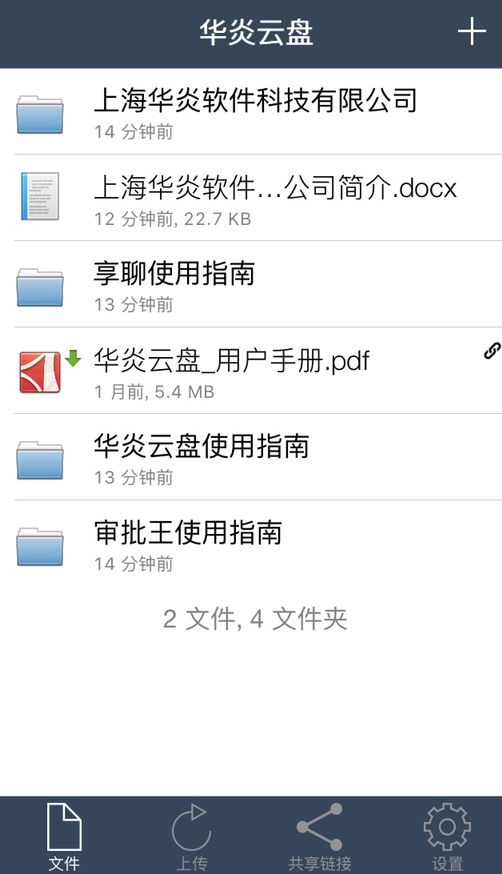 华炎云盘
上海华炎软件科技有限公司
14 分钟前
上海华炎软件...公司简介.docx
12 分钟前, 22.7 KB
享聊使用指南
13 分钟前
华炎云盘_用户手册.pdf
1 月前, 5.4 MB
华炎云盘使用指南
13 分钟前
审批王使用指南
14 分钟前
2 文件, 4 文件夹
文件
上传
共享链接
设置